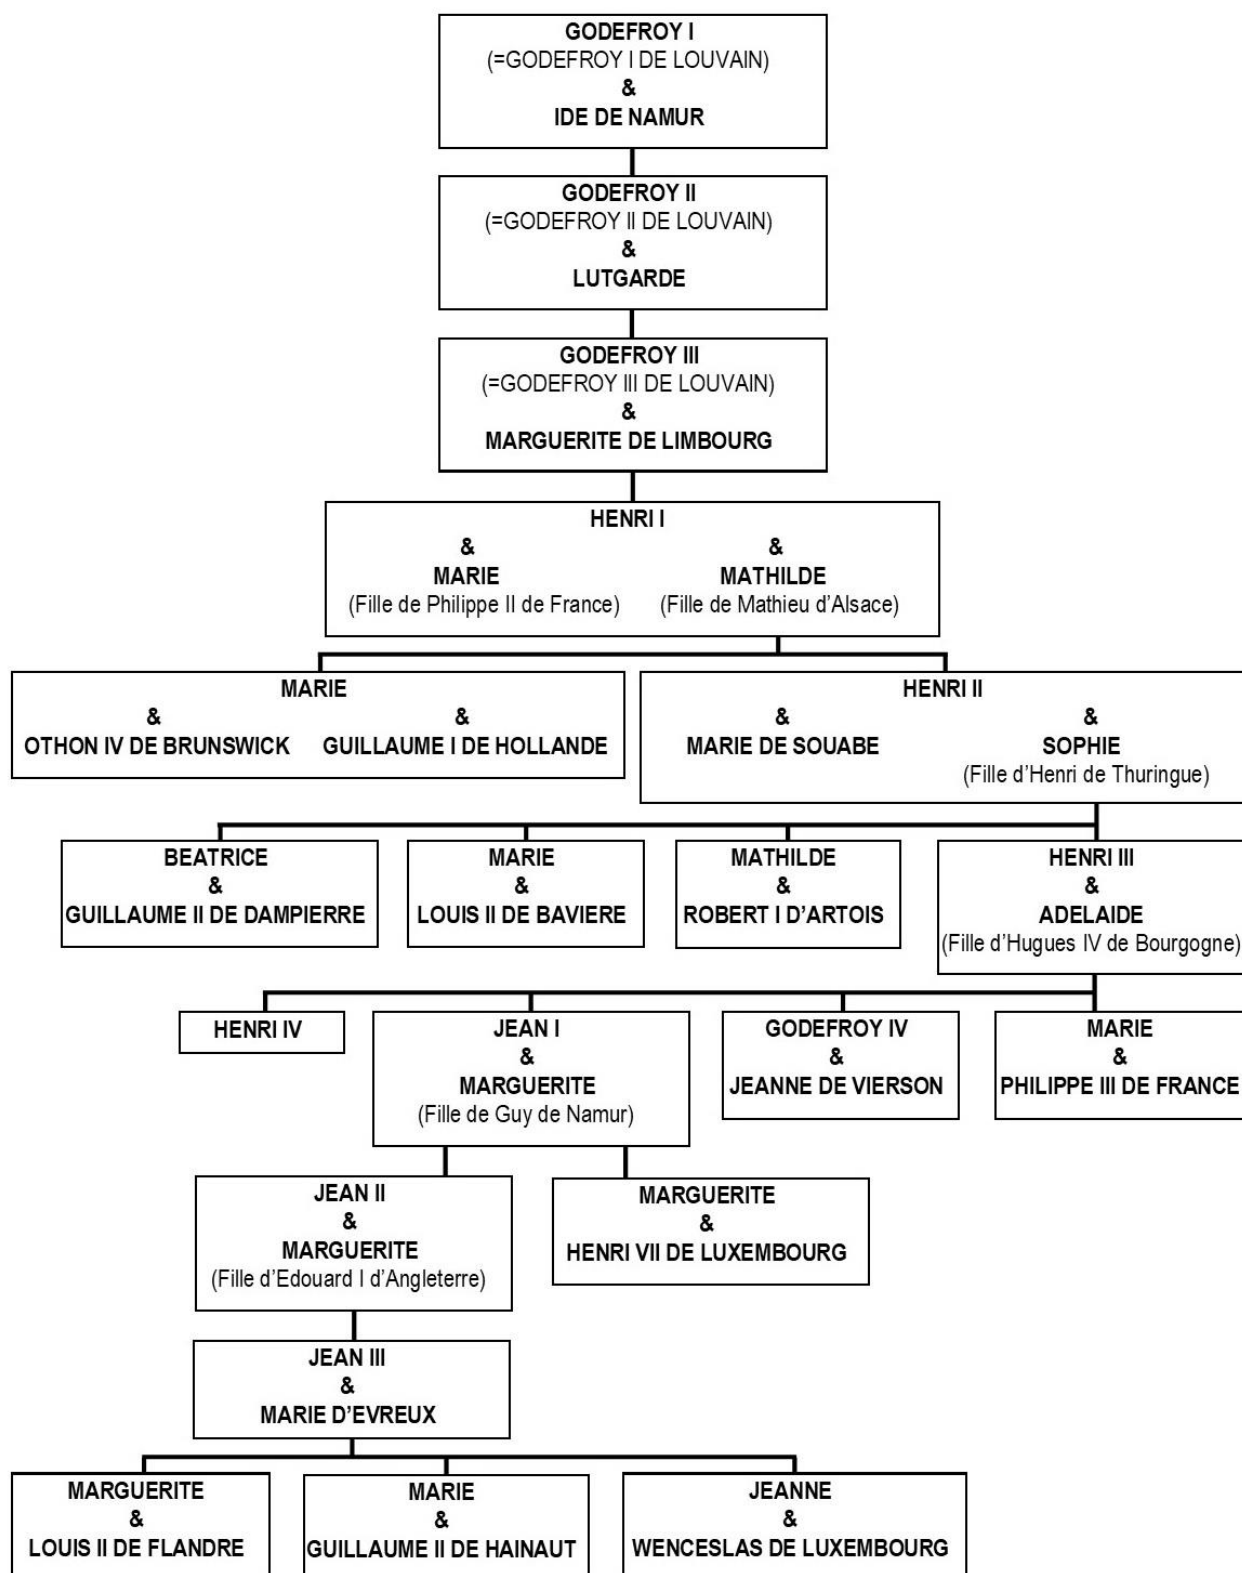 GODEFROY I
(=GODEFROY I DE LOUVAIN)
&
IDE DE NAMUR
GODEFROY II
(=GODEFROY II DE LOUVAIN)
&
LUTGARDE
GODEFROY III
(=GODEFROY III DE LOUVAIN)
&
MARGUERITE DE LIMBOURG
HENRI I
& &
MARIE MATHILDE
(Fille de Philippe II de France) (Fille de Mathieu d'Alsace)
MARIE
& &
OTHON IV DE BRUNSWICK GUILLAUME I DE HOLLANDE
HENRI II
& &
MARIE DE SOUABE SOPHIE
(Fille d'Henri de Thuringue)
BEATRICE
&
GUILLAUME II DE DAMPIERRE
MARIE
&
LOUIS II DE BAVIERE
MATHILDE
&
ROBERT I D'ARTOIS
HENRI III
&
ADELAIDE
(Fille d'Hugues IV de Bourgogne)
HENRI IV
JEAN I
&
MARGUERITE
(Fille de Guy de Namur)
GODEFROY IV
&
JEANNE DE VIERSON
MARIE
&
PHILIPPE III DE FRANCE
JEAN II
&
MARGUERITE
(Fille d'Edouard I d'Angleterre)
MARGUERITE
&
HENRI VII DE LUXEMBOURG
JEAN III
&
MARIE D'EVREUX
MARGUERITE
&
LOUIS II DE FLANDRE
MARIE
&
GUILLAUME II DE HAINAUT
JEANNE
&
WENCESLAS DE LUXEMBOURG